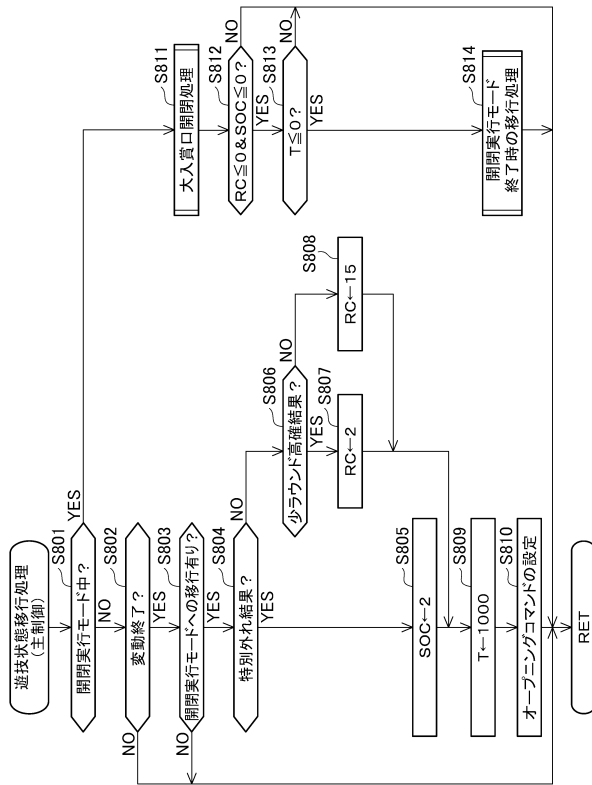 遊技状態移行処理
(主制御)
S801
開閉実行モード中?
YES
NO
S802
変動終了?
NO
YES
S803
開閉実行モードへの移行有り?
NO
YES
S804
特別外れ結果?
NO
YES
S806
少ラウンド高確結果?
NO
YES
S807
RC←2
S808
RC←15
S805
SOC←2
S809
T←1000
S810
オープニングコマンドの設定
S811
大入賞口開閉処理
S812
RC≦0&SOC≦0?
NO
YES
S813
T≦0?
NO
YES
S814
開閉実行モード
終了時の移行処理
RET